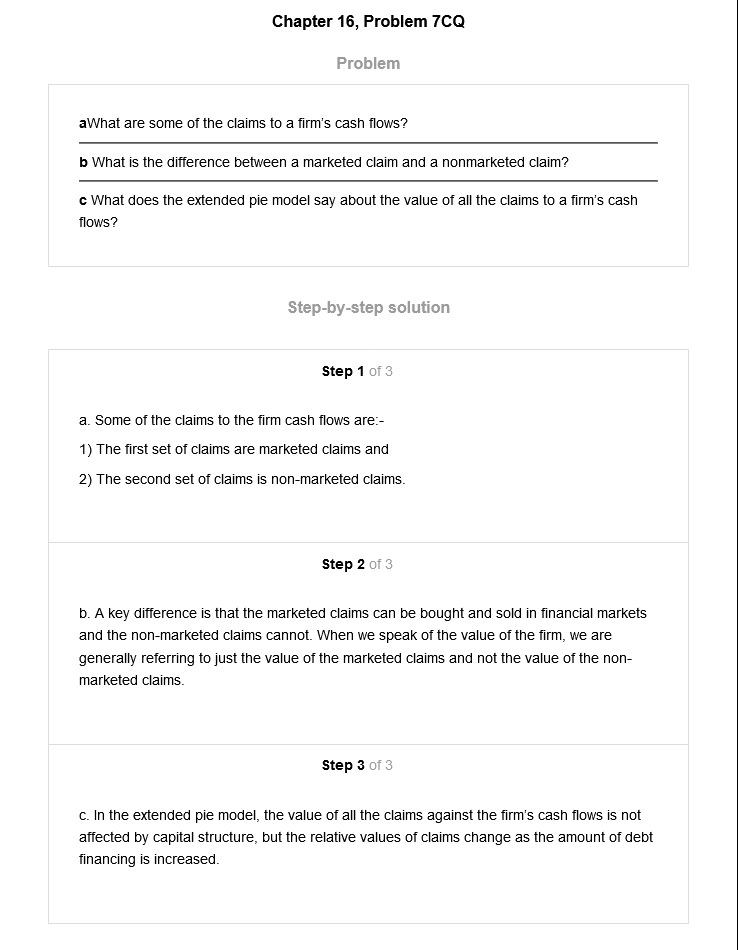 Chapter 16, Problem 7CQ
Problem
aWhat are some of the claims to a firm's cash flows?
b What is the difference between a marketed claim and a nonmarketed claim?
c What does the extended pie model say about the value of all the claims to a firm's cash
flows?
Step-by-step solution
Step 1 of 3
a. Some of the claims to the firm cash flows are:-
1) The first set of claims are marketed claims and
2) The second set of claims is non-marketed claims.
Step 2 of 3
b. A key difference is that the marketed claims can be bought and sold in financial markets
and the non-marketed claims cannot. When we speak of the value of the firm, we are
generally referring to just the value of the marketed claims and not the value of the non-
marketed claims.
Step 3 of 3
c. In the extended pie model, the value of all the claims against the firm's cash flows is not
affected by capital structure, but the relative values of claims change as the amount of debt
financing is increased.